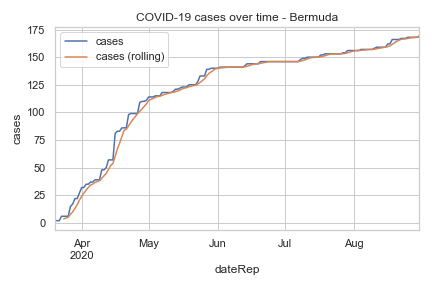 COVID-19 cases over time - Bermuda
cases
cases (rolling)
175
150
125
100
75
50
25
0
cases
Apr
2020
May
Jun
Jul
Aug
dateRep